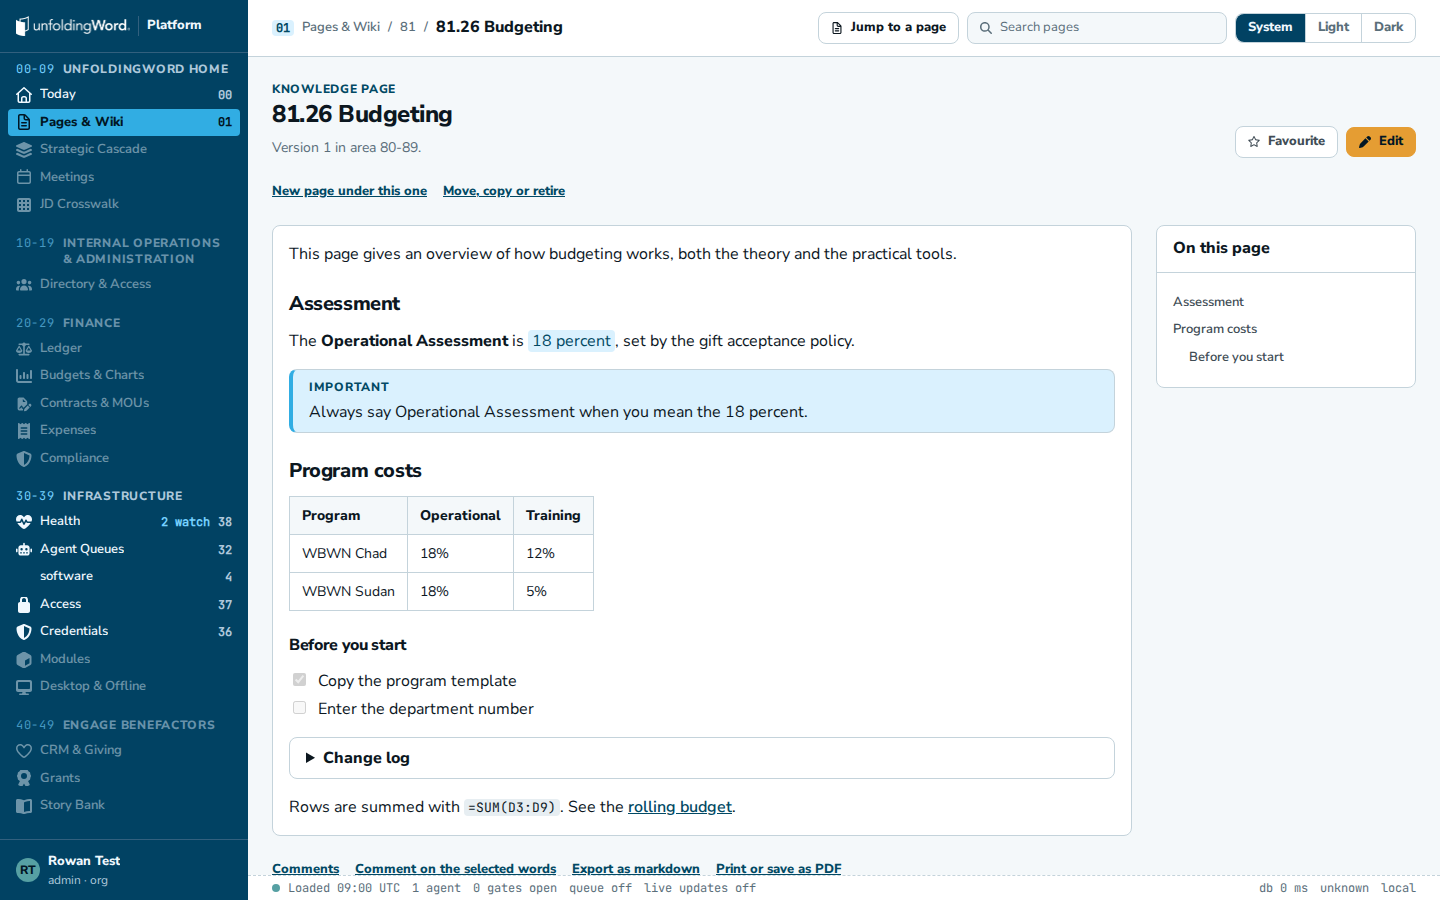 unfoldingWord. Platform
00-09 UNFOLDINGWORD HOME
Today 00
Pages & Wiki 01
Strategic Cascade
Meetings
JD Crosswalk
10-19 INTERNAL OPERATIONS
& ADMINISTRATION
Directory & Access
20-29 FINANCE
Ledger
Budgets & Charts
Contracts & MOUs
Expenses
Compliance
30-39 INFRASTRUCTURE
Health 2 watch 38
Agent Queues 32
software 4
Access 37
Credentials 36
Modules
Desktop & Offline
40-49 ENGAGE BENEFACTORS
CRM & Giving
Grants
Story Bank
RT Rowan Test
admin · org
01 Pages & Wiki / 81 / 81.26 Budgeting
Jump to a page
Search pages
System Light Dark
KNOWLEDGE PAGE
81.26 Budgeting
Version 1 in area 80-89.
Favourite Edit
New page under this one Move, copy or retire
This page gives an overview of how budgeting works, both the theory and the practical tools.
Assessment
The Operational Assessment is 18 percent, set by the gift acceptance policy.
IMPORTANT
Always say Operational Assessment when you mean the 18 percent.
Program costs
Program Operational Training
WBWN Chad 18% 12%
WBWN Sudan 18% 5%
Before you start
Copy the program template
Enter the department number
Change log
Rows are summed with =SUM(D3:D9). See the rolling budget.
On this page
Assessment
Program costs
Before you start
Comments Comment on the selected words Export as markdown Print or save as PDF
Loaded 09:00 UTC 1 agent 0 gates open queue off live updates off
db 0 ms unknown local